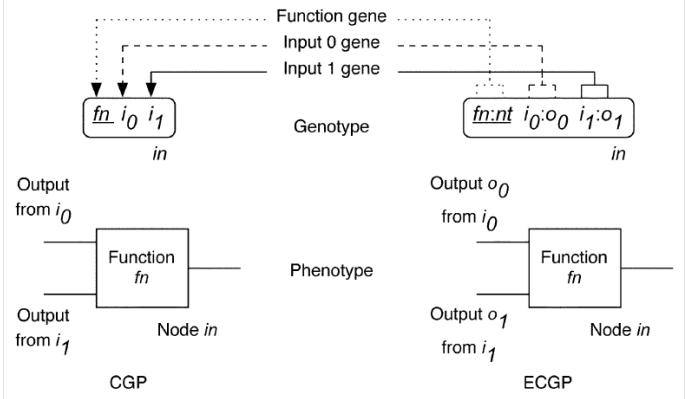 Function gene
Input 0 gene
Input 1 gene
fn i0 i1
fn:nt i0:o0 i1:o1
Genotype
in
in
Output
from i0
Output o0
from i0
Function
fn
Phenotype
Function
fn
Output
from i1
Node in
Output o1
from i1
Node in
CGP
ECGP